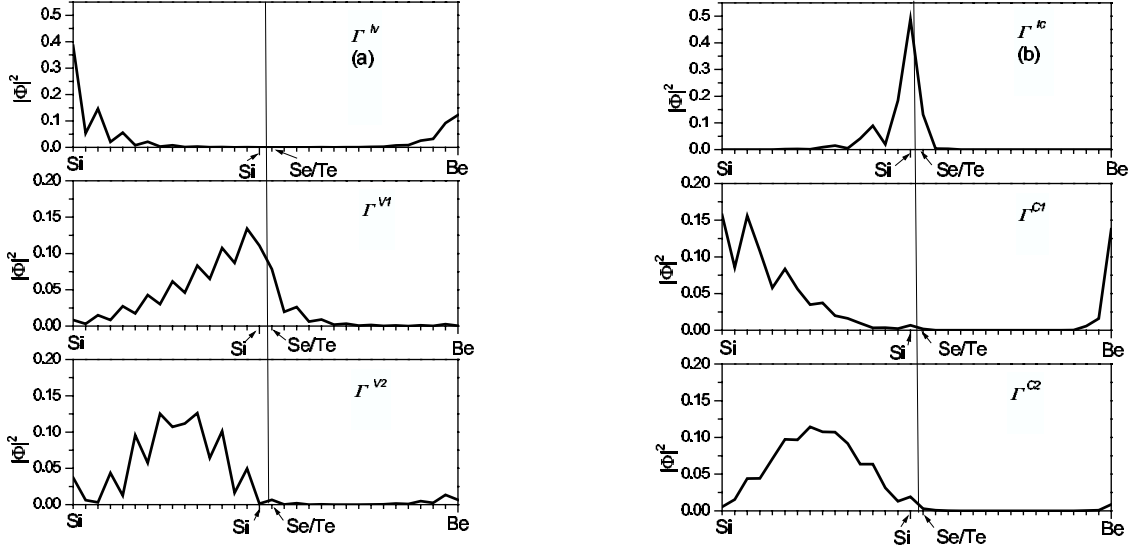 0.5
0.4
0.3
0.2
0.1
0.0
|Φ|²
Γ Iv
(a)
Si
Si
Se/Te
Be
0.20
0.15
0.10
0.05
0.00
|Φ|²
Γ V1
Si
Si
Se/Te
Be
0.20
0.15
0.10
0.05
0.00
|Φ|²
Γ V2
Si
Si
Se/Te
Be
0.5
0.4
0.3
0.2
0.1
0.0
|Φ|²
Γ Ic
(b)
Si
Si
Se/Te
Be
0.20
0.15
0.10
0.05
0.00
|Φ|²
Γ C1
Si
Si
Se/Te
Be
0.20
0.15
0.10
0.05
0.00
|Φ|²
Γ C2
Si
Si
Se/Te
Be